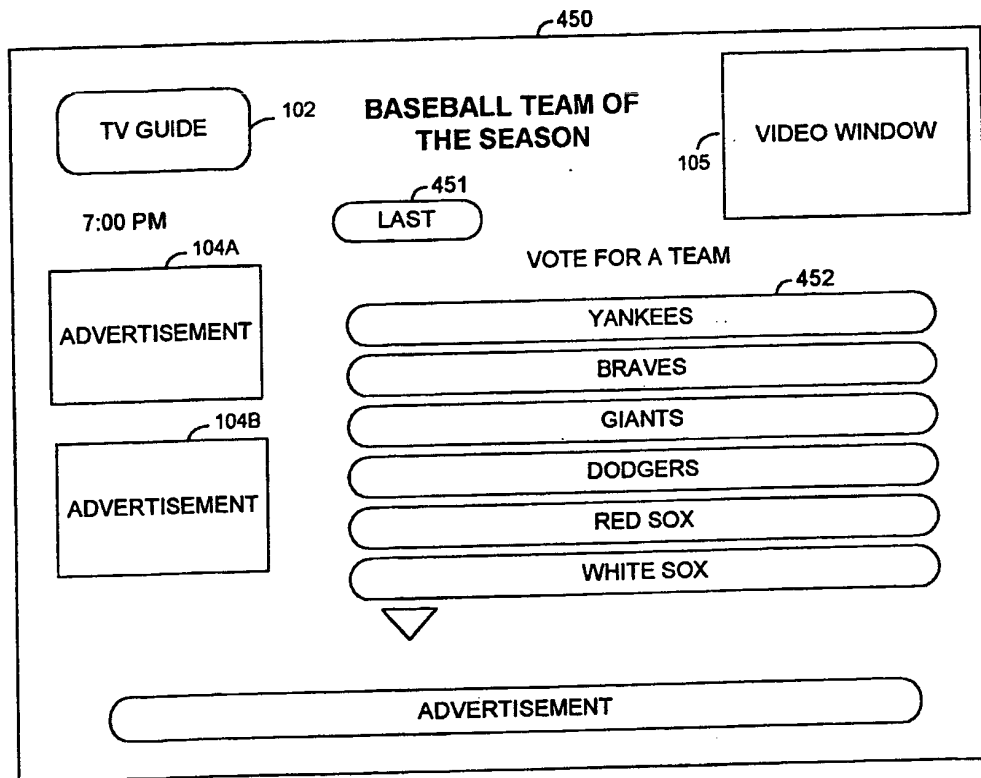 450
TV GUIDE
102
BASEBALL TEAM OF
THE SEASON
VIDEO WINDOW
105
451
LAST
7:00 PM
VOTE FOR A TEAM
104A
ADVERTISEMENT
452
YANKEES
BRAVES
GIANTS
104B
ADVERTISEMENT
DODGERS
RED SOX
WHITE SOX
ADVERTISEMENT